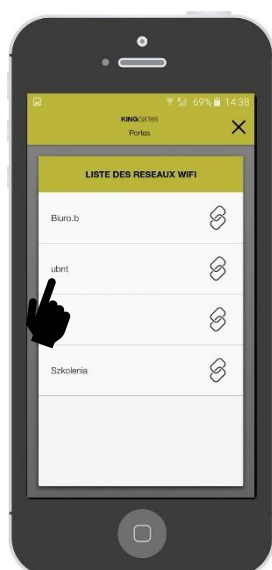 69% 14:38
KINGGATES
Portes
LISTE DES RESEAUX WIFI
Biuro.b
ubnt
Szkolenia